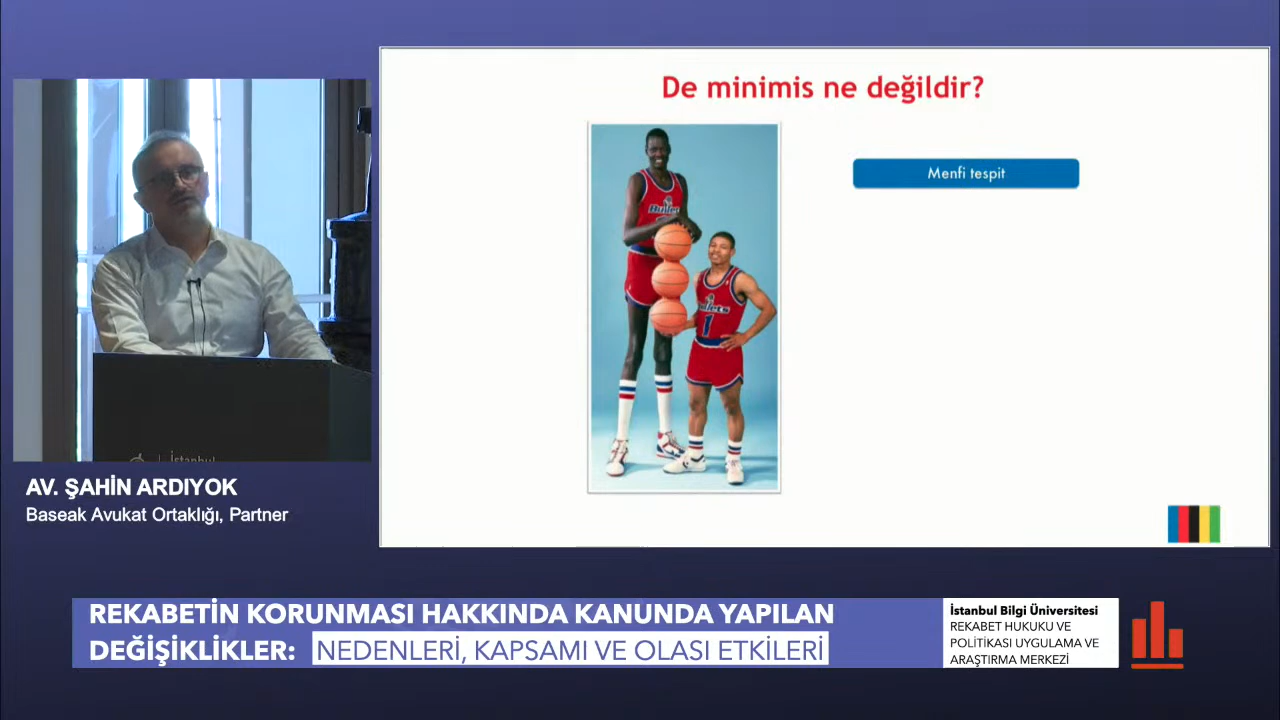 De minimis ne değildir?
Menfi tespit
Bullets
Bullets
1
İstanbul
AV. ŞAHİN ARDIYOK
Baseak Avukat Ortaklığı, Partner
REKABETİN KORUNMASI HAKKINDA KANUNDA YAPILAN
DEĞİŞİKLİKLER: NEDENLERİ, KAPSAMI VE OLASI ETKİLERİ
İstanbul Bilgi Üniversitesi
REKABET HUKUKU VE
POLİTİKASI UYGULAMA VE
ARAŞTIRMA MERKEZİ